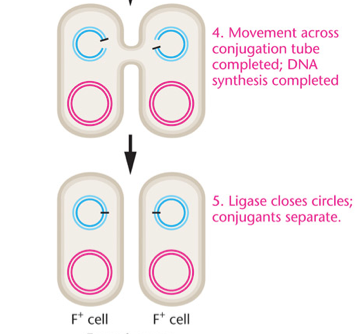 4. Movement across
conjugation tube
completed; DNA
synthesis completed
5. Ligase closes circles;
conjugants separate.
F⁺ cell
F⁺ cell